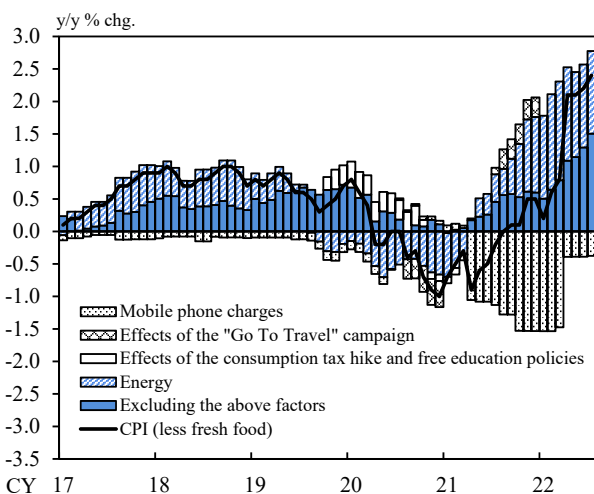 y/y % chg.
3.0
2.5
2.0
1.5
1.0
0.5
0.0
-0.5
-1.0
-1.5
-2.0
-2.5
-3.0
-3.5
Mobile phone charges
Effects of the "Go To Travel" campaign
Effects of the consumption tax hike and free education policies
Energy
Excluding the above factors
CPI (less fresh food)
CY 17 18 19 20 21 22